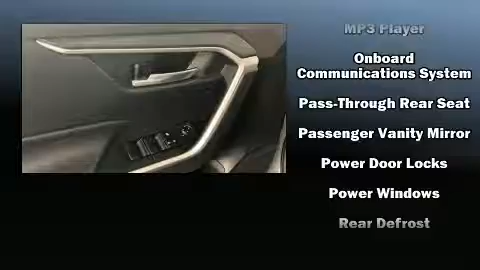 MP3 Player
Onboard
Communications System
Pass-Through Rear Seat
Passenger Vanity Mirror
Power Door Locks
Power Windows
Rear Defrost